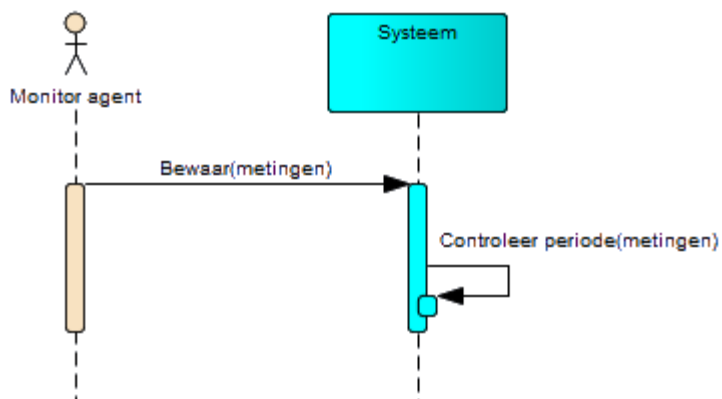 Systeem
Monitor agent
Bewaar(metingen)
Controleer periode(metingen)